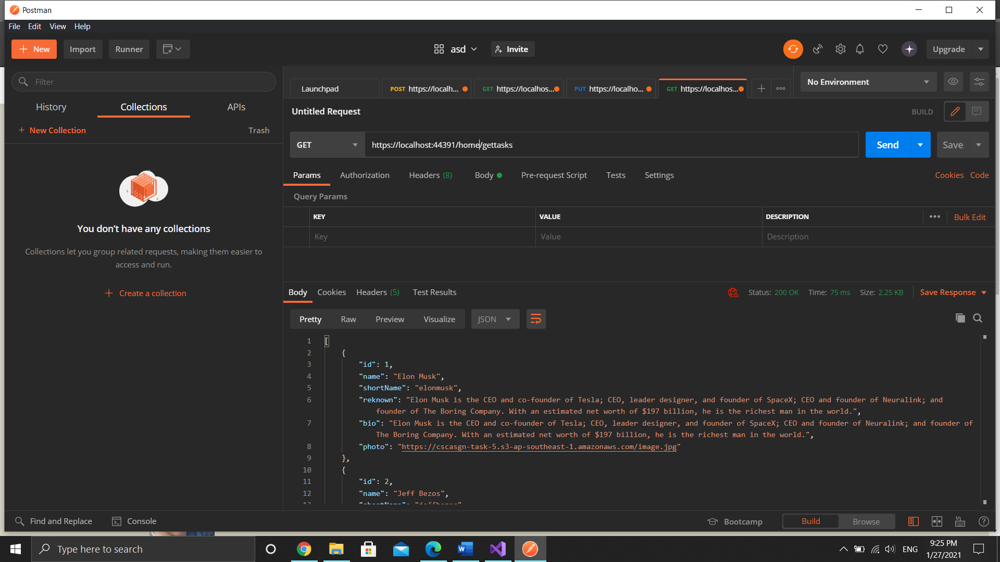 Postman
File Edit View Help
New Import Runner asd Invite Upgrade
Filter
History Collections APIs
New Collection Trash
You don’t have any collections
Collections let you group related requests, making them easier to
access and run.
Create a collection
Launchpad POST https://localh... GET https://localhos... PUT https://localho... GET https://localhos... No Environment
Untitled Request BUILD
GET https://localhost:44391/home/gettasks Send Save
Params Authorization Headers (8) Body Pre-request Script Tests Settings Cookies Code
Query Params
KEY VALUE DESCRIPTION Bulk Edit
Key Value Description
Body Cookies Headers (5) Test Results Status: 200 OK Time: 75 ms Size: 2.25 KB Save Response
Pretty Raw Preview Visualize JSON
1 [
2 {
3 "id": 1,
4 "name": "Elon Musk",
5 "shortName": "elonmusk",
6 "reknown": "Elon Musk is the CEO and co-founder of Tesla; CEO, leader designer, and founder of SpaceX; CEO and founder of Neuralink; and
founder of The Boring Company. With an estimated net worth of $197 billion, he is the richest man in the world.",
7 "bio": "Elon Musk is the CEO and co-founder of Tesla; CEO, leader designer, and founder of SpaceX; CEO and founder of Neuralink; and founder of
The Boring Company. With an estimated net worth of $197 billion, he is the richest man in the world.",
8 "photo": "https://cscasgn-task-5.s3-ap-southeast-1.amazonaws.com/image.jpg"
9 },
10 {
11 "id": 2,
12 "name": "Jeff Bezos",
13 "shortName": "jeffbezos"
Find and Replace Console Bootcamp Build Browse
Type here to search ENG 9:25 PM
1/27/2021